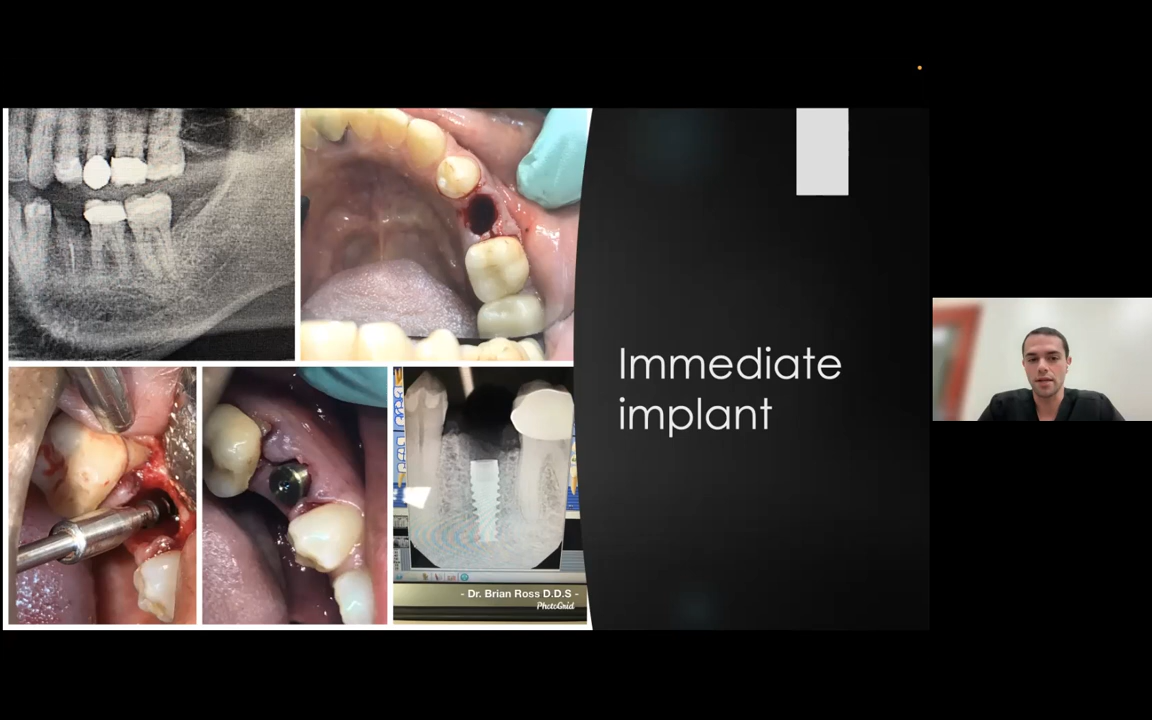 Immediate
implant
- Dr. Brian Ross D.D.S -
PhotoGrid